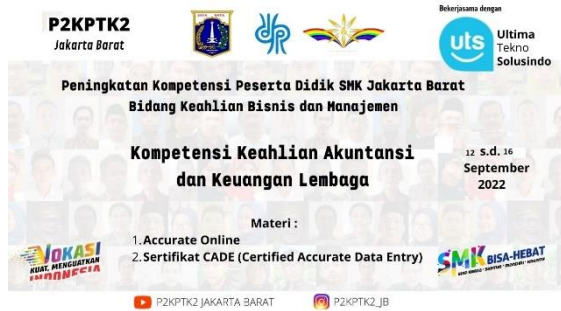 Bekerjasama dengan
P2KPTK2
Jakarta Barat
uts
Ultima
Tekno
Solusindo
Peningkatan Kompetensi Peserta Didik SMK Jakarta Barat
Bidang Keahlian Bisnis dan Manajemen
Kompetensi Keahlian Akuntansi
dan Keuangan Lembaga
12 s.d. 16
September
2022
Materi :
1. Accurate Online
2. Sertifikat CADE (Certified Accurate Data Entry)
VOKASI
KUAT, MENGUATKAN
INDONESIA
SMK BISA-HEBAT
P2KPTK2 JAKARTA BARAT
P2KPTK2_JB